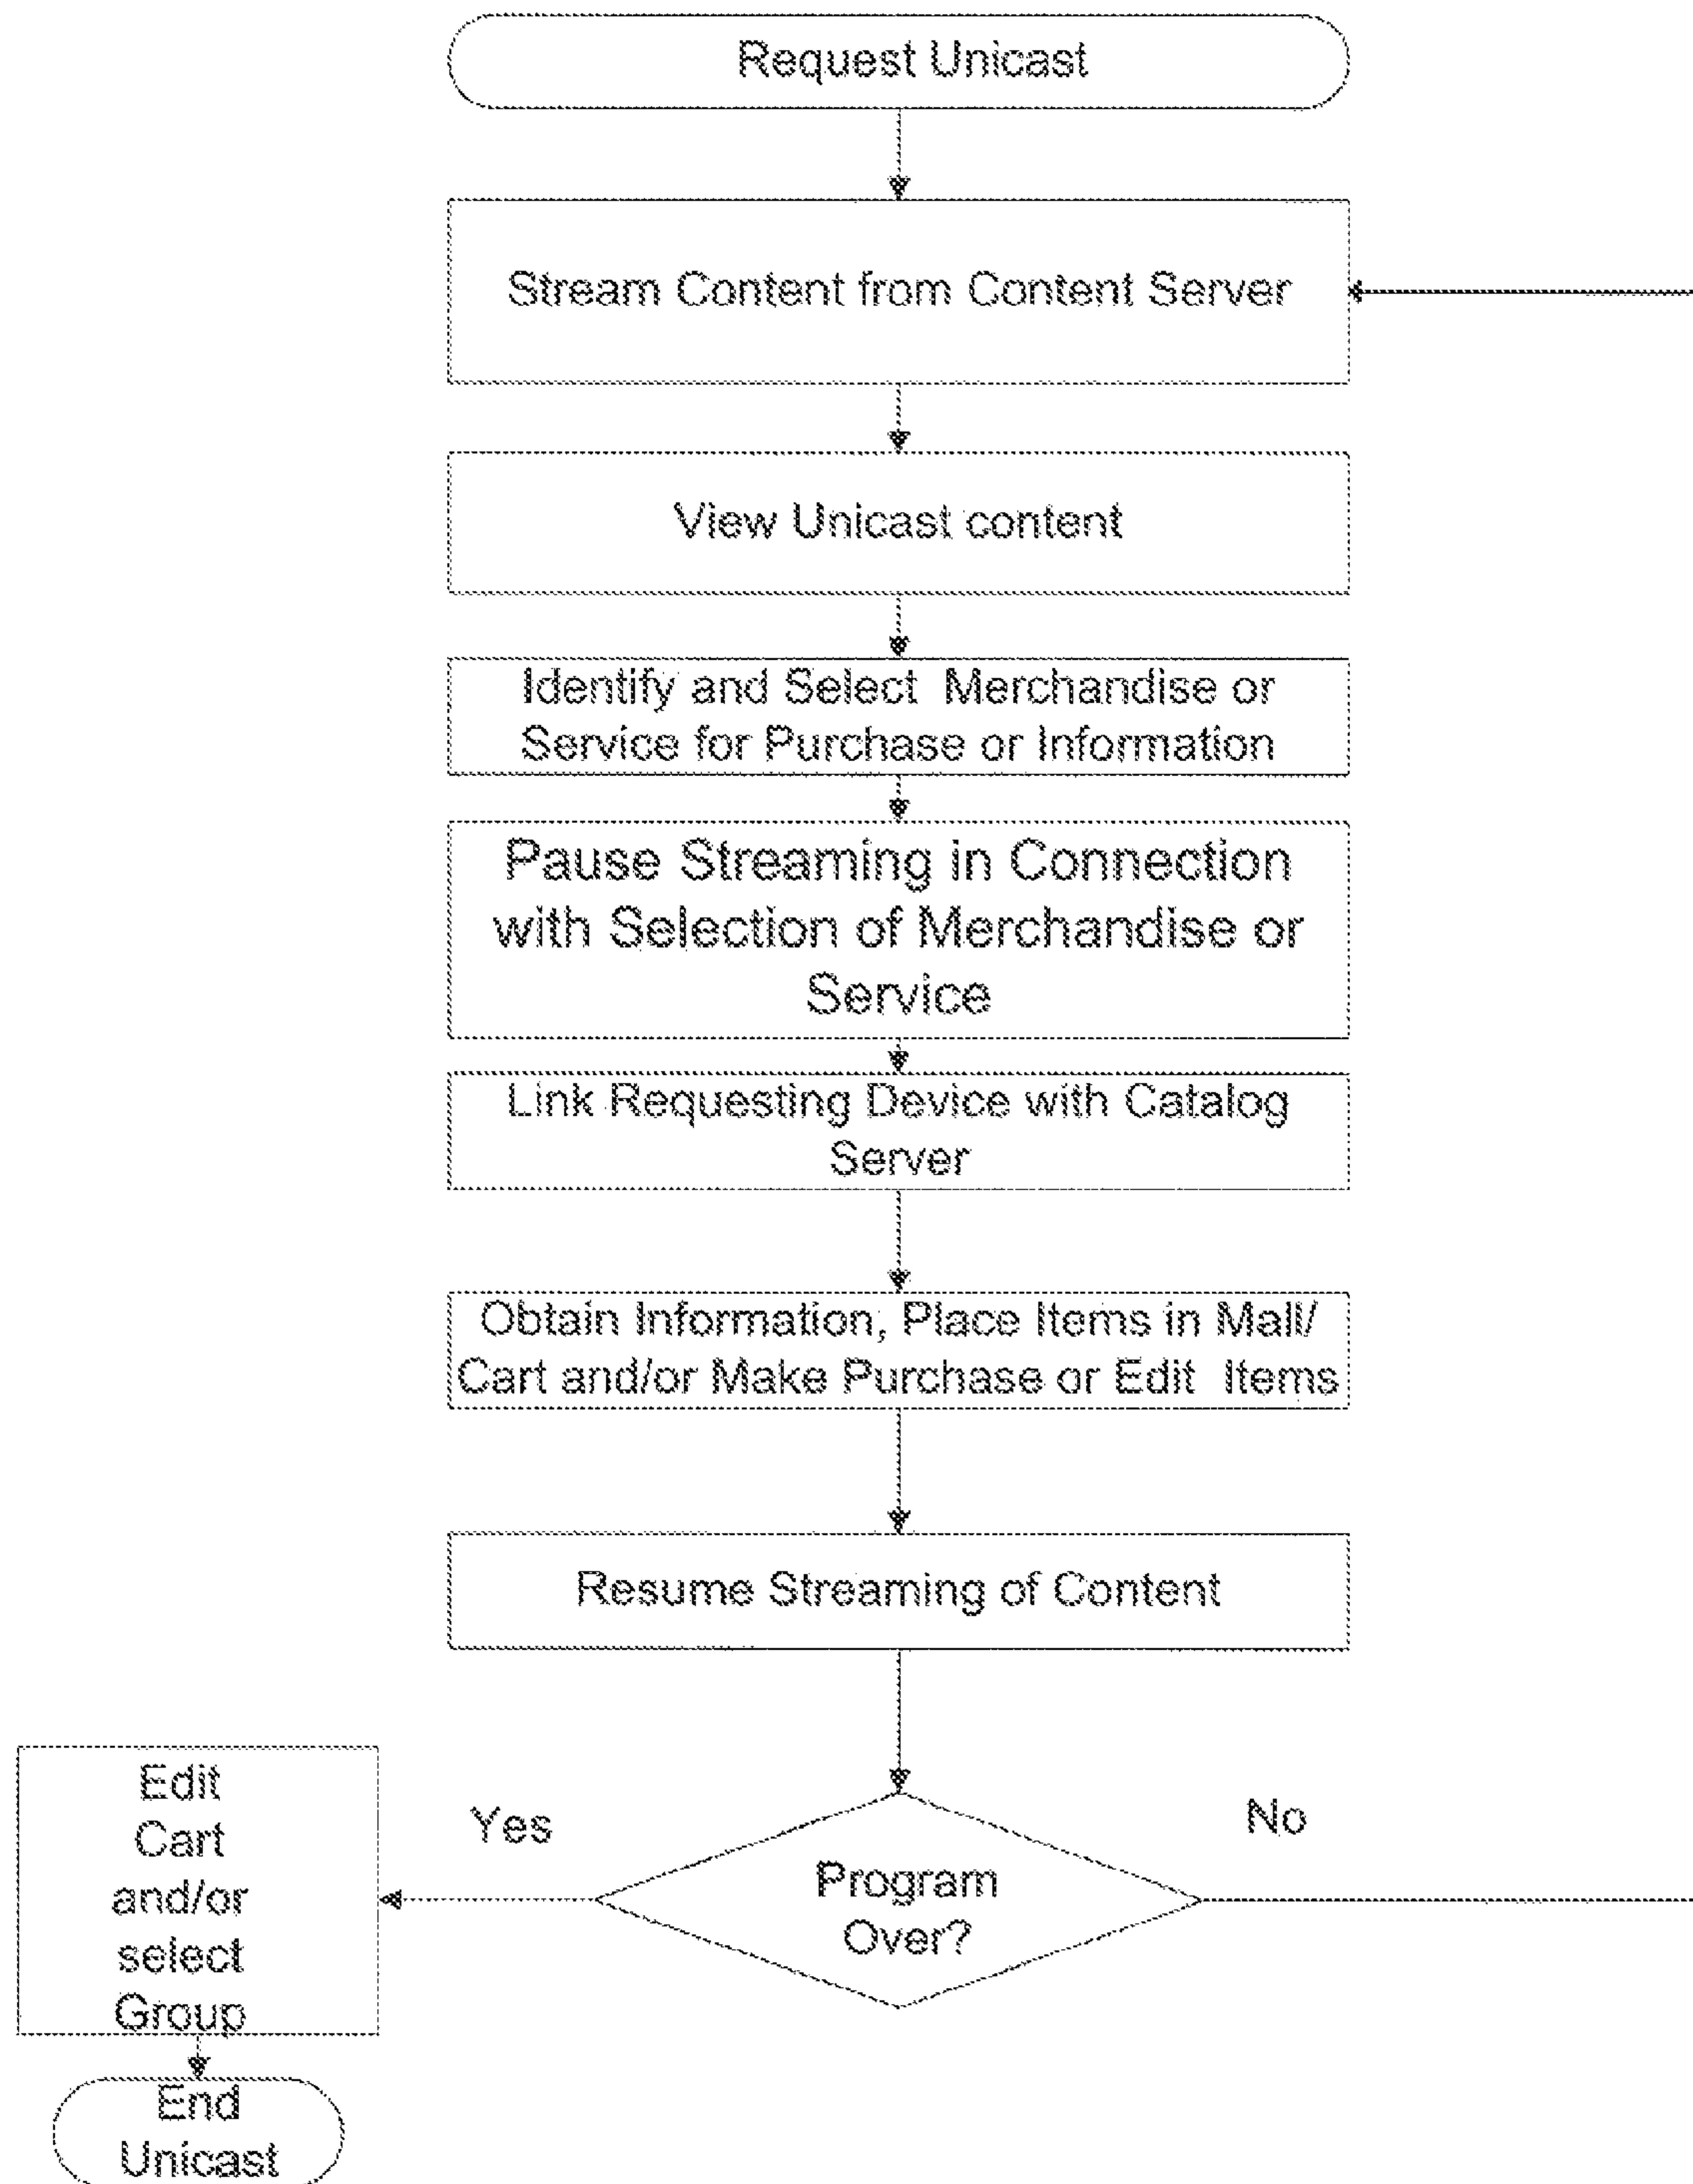 Request Unicast
Stream Content from Content Server
View Unicast content
Identify and Select Merchandise or
Service for Purchase or Information
Pause Streaming in Connection
with Selection of Merchandise or
Service
Link Requesting Device with Catalog
Server
Obtain Information, Place Items in Mall/
Cart and/or Make Purchase or Edit Items
Resume Streaming of Content
Edit
Cart
and/or
select
Group
Yes
Program
Over?
No
End
Unicast